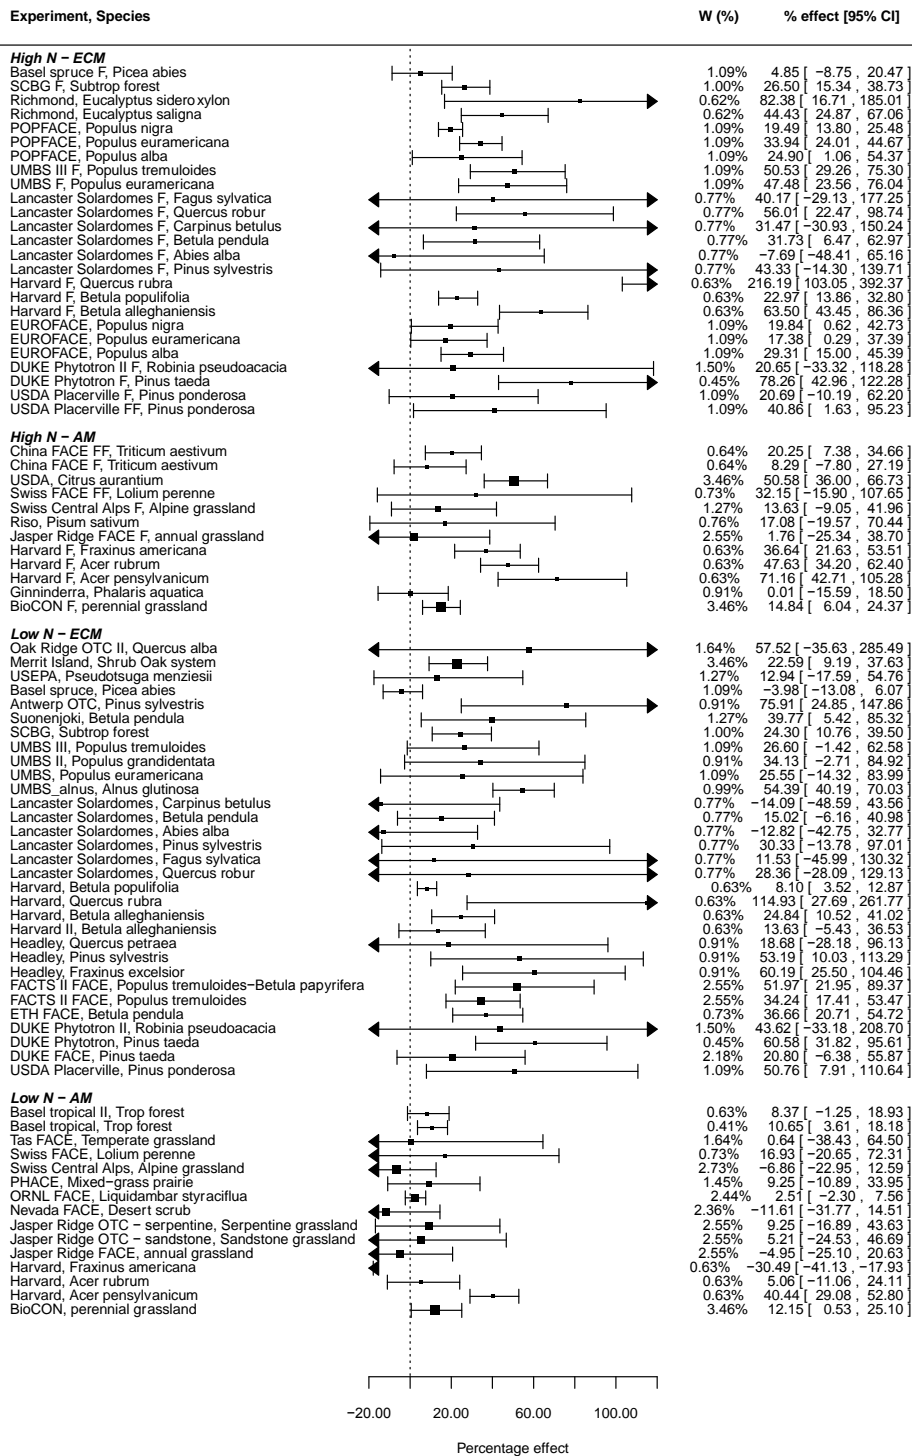 Experiment, Species W (%) % effect [95% CI]
High N − ECM
Basel spruce F, Picea abies 1.09% 4.85 [ −8.75 , 20.47 ]
SCBG F, Subtrop forest 1.00% 26.50 [ 15.34 , 38.73 ]
Richmond, Eucalyptus sideroxylon 0.62% 82.38 [ 16.71 , 185.01 ]
Richmond, Eucalyptus saligna 0.62% 44.43 [ 24.87 , 67.06 ]
POPFACE, Populus nigra 1.09% 19.49 [ 13.80 , 25.48 ]
POPFACE, Populus euramericana 1.09% 33.94 [ 24.01 , 44.67 ]
POPFACE, Populus alba 1.09% 24.90 [ 1.06 , 54.37 ]
UMBS III F, Populus tremuloides 1.09% 50.53 [ 29.26 , 75.30 ]
UMBS F, Populus euramericana 1.09% 47.48 [ 23.56 , 76.04 ]
Lancaster Solardomes F, Fagus sylvatica 0.77% 40.17 [ −29.13 , 177.25 ]
Lancaster Solardomes F, Quercus robur 0.77% 56.01 [ 22.47 , 98.74 ]
Lancaster Solardomes F, Carpinus betulus 0.77% 31.47 [ −30.93 , 150.24 ]
Lancaster Solardomes F, Betula pendula 0.77% 31.73 [ 6.47 , 62.97 ]
Lancaster Solardomes F, Abies alba 0.77% −7.69 [ −48.41 , 65.16 ]
Lancaster Solardomes F, Pinus sylvestris 0.77% 43.33 [ −14.30 , 139.71 ]
Harvard F, Quercus rubra 0.63% 216.19 [ 103.05 , 392.37 ]
Harvard F, Betula populifolia 0.63% 22.97 [ 13.86 , 32.80 ]
Harvard F, Betula alleghaniensis 0.63% 63.50 [ 43.45 , 86.36 ]
EUROFACE, Populus nigra 1.09% 19.84 [ 0.62 , 42.73 ]
EUROFACE, Populus euramericana 1.09% 17.38 [ 0.29 , 37.39 ]
EUROFACE, Populus alba 1.09% 29.31 [ 15.00 , 45.39 ]
DUKE Phytotron II F, Robinia pseudoacacia 1.50% 20.65 [ −33.32 , 118.28 ]
DUKE Phytotron F, Pinus taeda 0.45% 78.26 [ 42.96 , 122.28 ]
USDA Placerville F, Pinus ponderosa 1.09% 20.69 [ −10.19 , 62.20 ]
USDA Placerville FF, Pinus ponderosa 1.09% 40.86 [ 1.63 , 95.23 ]
High N − AM
China FACE FF, Triticum aestivum 0.64% 20.25 [ 7.38 , 34.66 ]
China FACE F, Triticum aestivum 0.64% 8.29 [ −7.80 , 27.19 ]
USDA, Citrus aurantium 3.46% 50.58 [ 36.00 , 66.73 ]
Swiss FACE FF, Lolium perenne 0.73% 32.15 [ −15.90 , 107.65 ]
Swiss Central Alps F, Alpine grassland 1.27% 13.63 [ −9.05 , 41.96 ]
Riso, Pisum sativum 0.76% 17.08 [ −19.57 , 70.44 ]
Jasper Ridge FACE F, annual grassland 2.55% 1.76 [ −25.34 , 38.70 ]
Harvard F, Fraxinus americana 0.63% 36.64 [ 21.63 , 53.51 ]
Harvard F, Acer rubrum 0.63% 47.63 [ 34.20 , 62.40 ]
Harvard F, Acer pensylvanicum 0.63% 71.16 [ 42.71 , 105.28 ]
Ginninderra, Phalaris aquatica 0.91% 0.01 [ −15.59 , 18.50 ]
BioCON F, perennial grassland 3.46% 14.84 [ 6.04 , 24.37 ]
Low N − ECM
Oak Ridge OTC II, Quercus alba 1.64% 57.52 [ −35.63 , 285.49 ]
Merrit Island, Shrub Oak system 3.46% 22.59 [ 9.19 , 37.63 ]
USEPA, Pseudotsuga menziesii 1.27% 12.94 [ −17.59 , 54.76 ]
Basel spruce, Picea abies 1.09% −3.98 [ −13.08 , 6.07 ]
Antwerp OTC, Pinus sylvestris 0.91% 75.91 [ 24.85 , 147.86 ]
Suonenjoki, Betula pendula 1.27% 39.77 [ 5.42 , 85.32 ]
SCBG, Subtrop forest 1.00% 24.30 [ 10.76 , 39.50 ]
UMBS III, Populus tremuloides 1.09% 26.60 [ −1.42 , 62.58 ]
UMBS II, Populus grandidentata 0.91% 34.13 [ −2.71 , 84.92 ]
UMBS, Populus euramericana 1.09% 25.55 [ −14.32 , 83.99 ]
UMBS_alnus, Alnus glutinosa 0.99% 54.39 [ 40.19 , 70.03 ]
Lancaster Solardomes, Carpinus betulus 0.77% −14.09 [ −48.59 , 43.56 ]
Lancaster Solardomes, Betula pendula 0.77% 15.02 [ −6.16 , 40.98 ]
Lancaster Solardomes, Abies alba 0.77% −12.82 [ −42.75 , 32.77 ]
Lancaster Solardomes, Pinus sylvestris 0.77% 30.33 [ −13.78 , 97.01 ]
Lancaster Solardomes, Fagus sylvatica 0.77% 11.53 [ −45.99 , 130.32 ]
Lancaster Solardomes, Quercus robur 0.77% 28.36 [ −28.09 , 129.13 ]
Harvard, Betula populifolia 0.63% 8.10 [ 3.52 , 12.87 ]
Harvard, Quercus rubra 0.63% 114.93 [ 27.69 , 261.77 ]
Harvard, Betula alleghaniensis 0.63% 24.84 [ 10.52 , 41.02 ]
Harvard II, Betula alleghaniensis 0.63% 13.63 [ −5.43 , 36.53 ]
Headley, Quercus petraea 0.91% 18.68 [ −28.18 , 96.13 ]
Headley, Pinus sylvestris 0.91% 53.19 [ 10.03 , 113.29 ]
Headley, Fraxinus excelsior 0.91% 60.19 [ 25.50 , 104.46 ]
FACTS II FACE, Populus tremuloides−Betula papyrifera 2.55% 51.97 [ 21.95 , 89.37 ]
FACTS II FACE, Populus tremuloides 2.55% 34.24 [ 17.41 , 53.47 ]
ETH FACE, Betula pendula 0.73% 36.66 [ 20.71 , 54.72 ]
DUKE Phytotron II, Robinia pseudoacacia 1.50% 43.62 [ −33.18 , 208.70 ]
DUKE Phytotron, Pinus taeda 0.45% 60.58 [ 31.82 , 95.61 ]
DUKE FACE, Pinus taeda 2.18% 20.80 [ −6.38 , 55.87 ]
USDA Placerville, Pinus ponderosa 1.09% 50.76 [ 7.91 , 110.64 ]
Low N − AM
Basel tropical II, Trop forest 0.63% 8.37 [ −1.25 , 18.93 ]
Basel tropical, Trop forest 0.41% 10.65 [ 3.61 , 18.18 ]
Tas FACE, Temperate grassland 1.64% 0.64 [ −38.43 , 64.50 ]
Swiss FACE, Lolium perenne 0.73% 16.93 [ −20.65 , 72.31 ]
Swiss Central Alps, Alpine grassland 2.73% −6.86 [ −22.95 , 12.59 ]
PHACE, Mixed−grass prairie 1.45% 9.25 [ −10.89 , 33.95 ]
ORNL FACE, Liquidambar styraciflua 2.44% 2.51 [ −2.30 , 7.56 ]
Nevada FACE, Desert scrub 2.36% −11.61 [ −31.77 , 14.51 ]
Jasper Ridge OTC − serpentine, Serpentine grassland 2.55% 9.25 [ −16.89 , 43.63 ]
Jasper Ridge OTC − sandstone, Sandstone grassland 2.55% 5.21 [ −24.53 , 46.69 ]
Jasper Ridge FACE, annual grassland 2.55% −4.95 [ −25.10 , 20.63 ]
Harvard, Fraxinus americana 0.63% −30.49 [ −41.13 , −17.93 ]
Harvard, Acer rubrum 0.63% 5.06 [ −11.06 , 24.11 ]
Harvard, Acer pensylvanicum 0.63% 40.44 [ 29.08 , 52.80 ]
BioCON, perennial grassland 3.46% 12.15 [ 0.53 , 25.10 ]
−20.00 20.00 60.00 100.00
Percentage effect